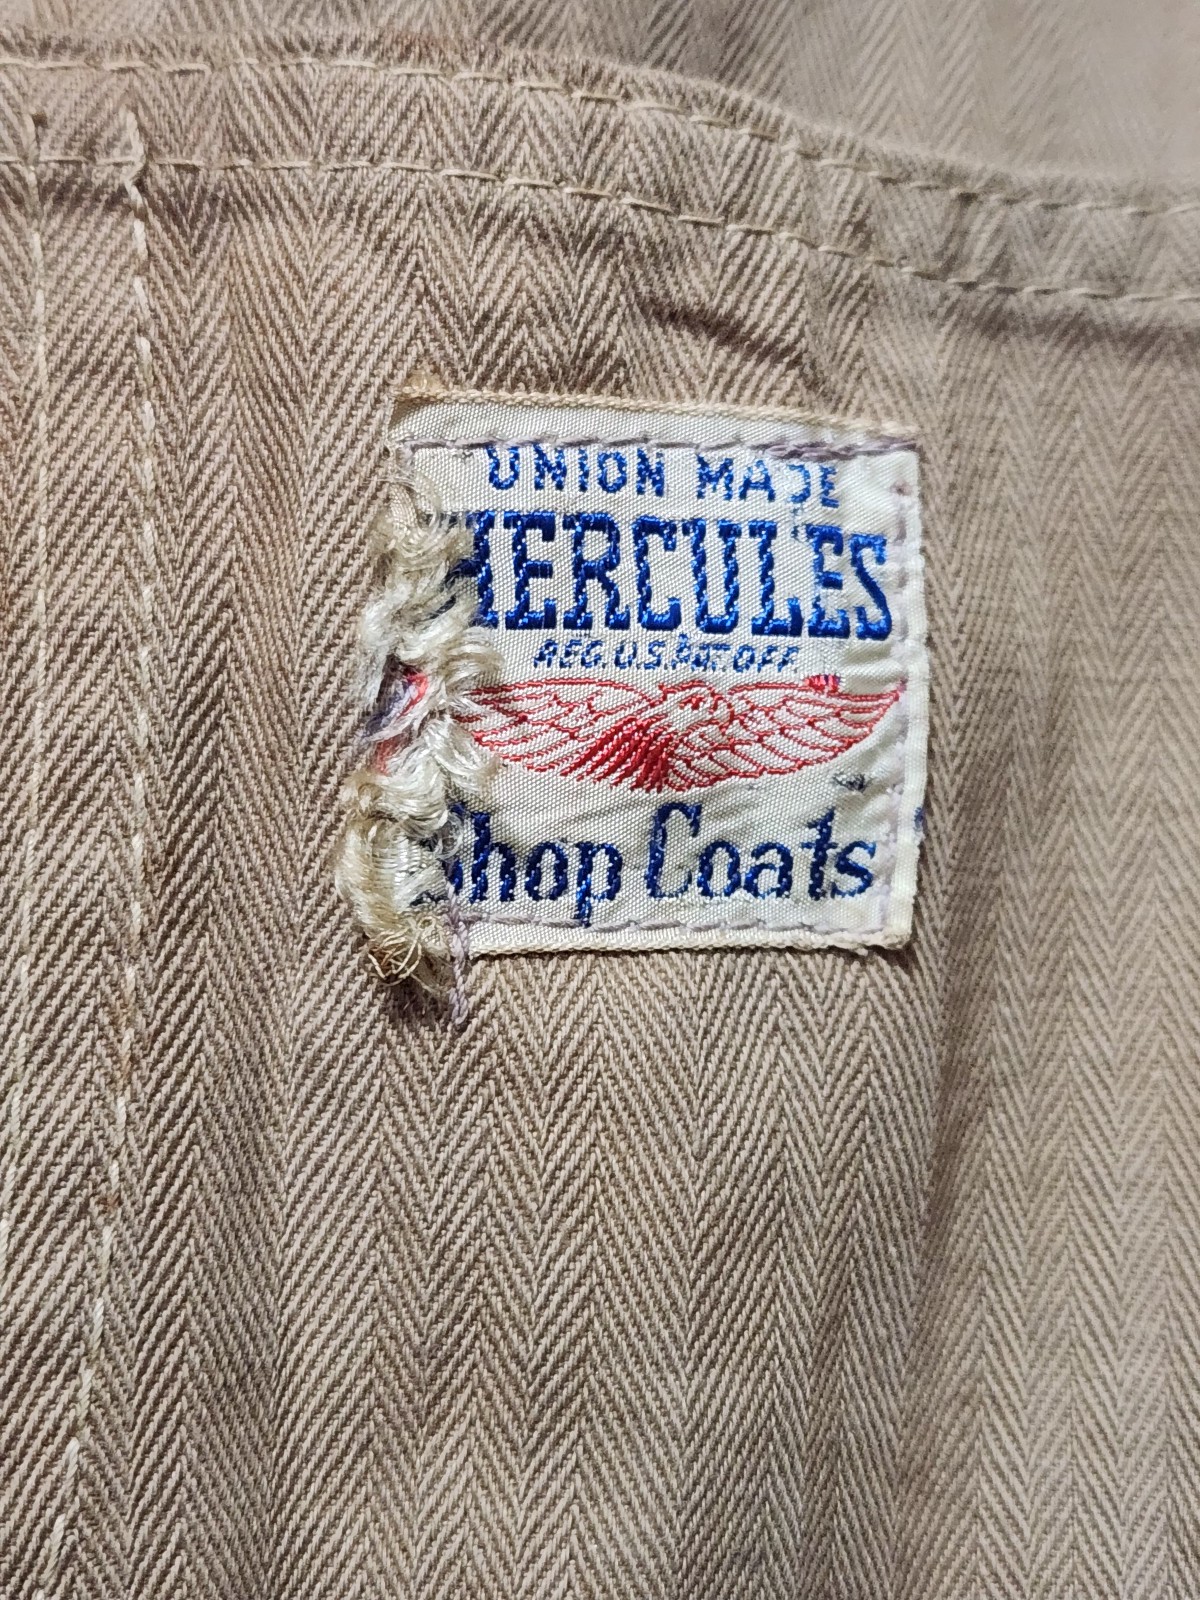 UNION MADE
HERCULES
REG. U.S. PAT. OFF.
Shop Coats